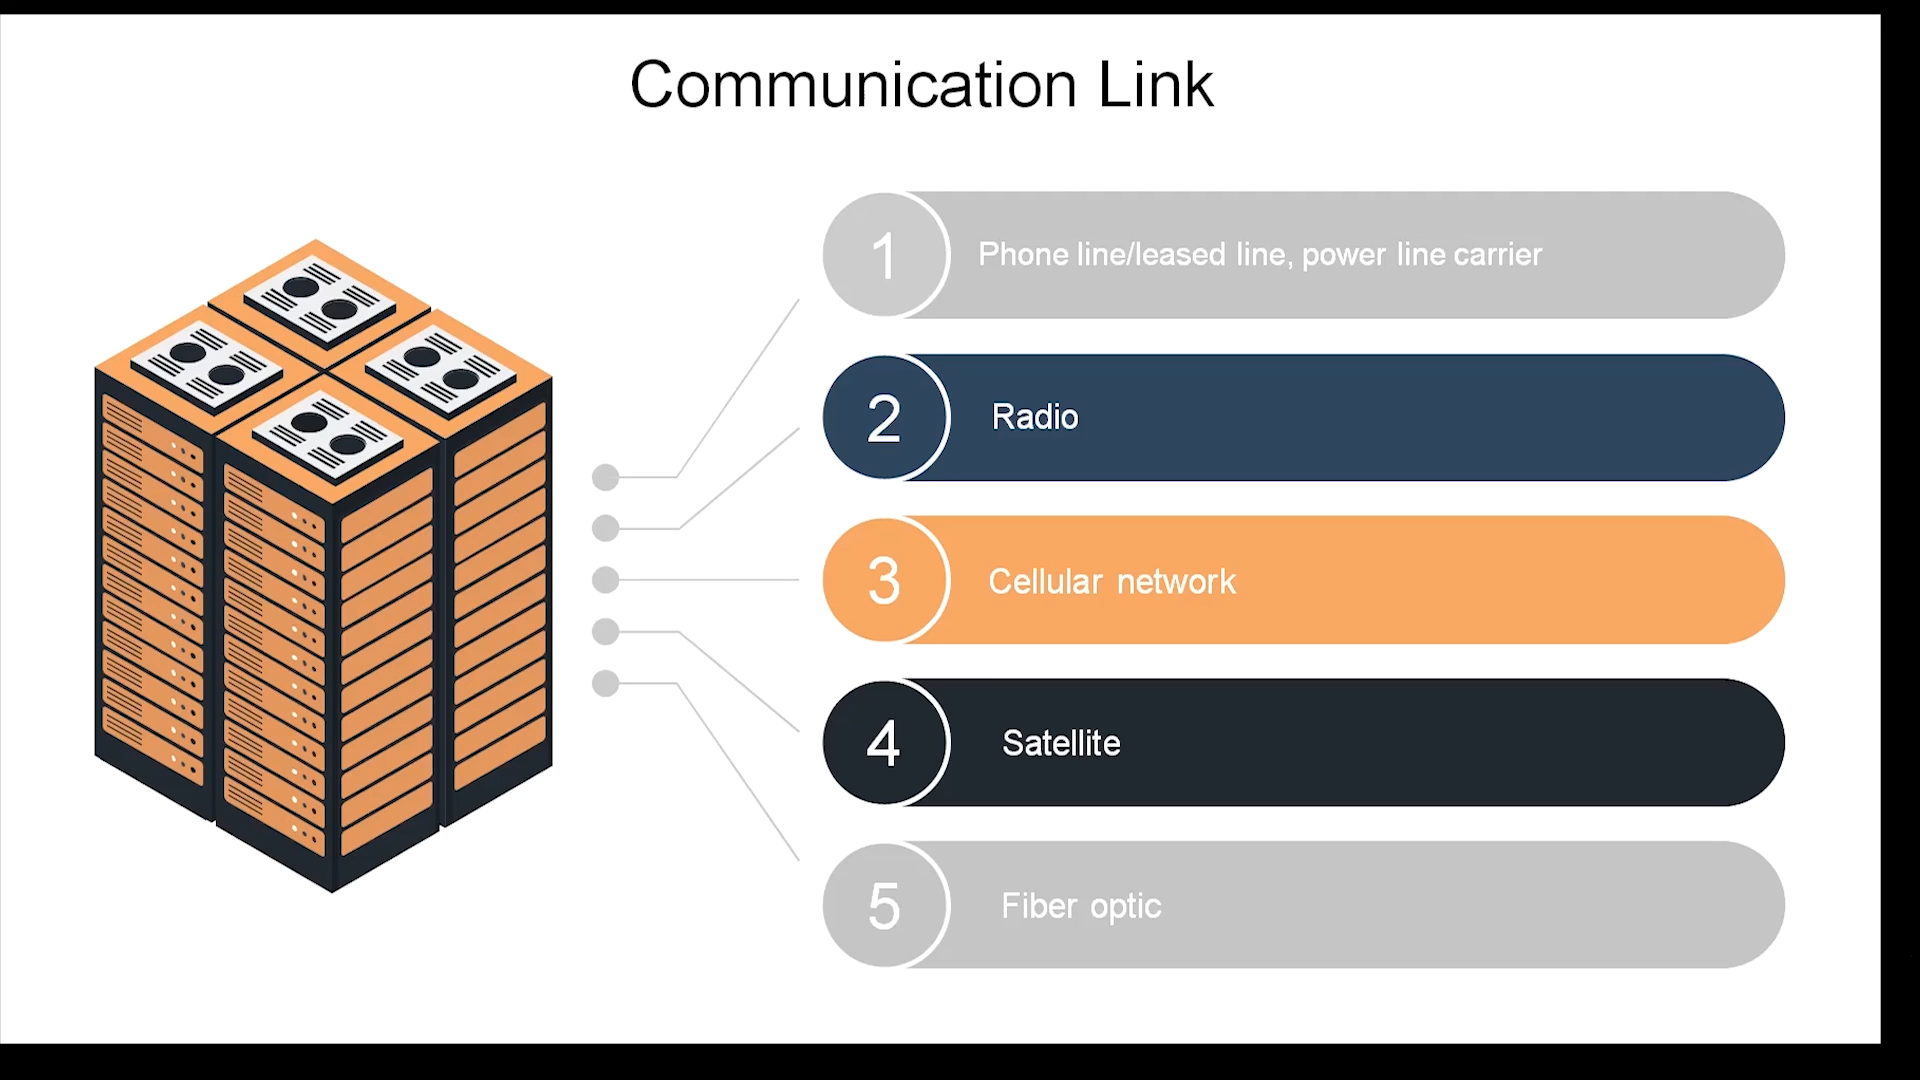 Communication Link
1
Phone line/leased line, power line carrier
2
Radio
3
Cellular network
4
Satellite
5
Fiber optic